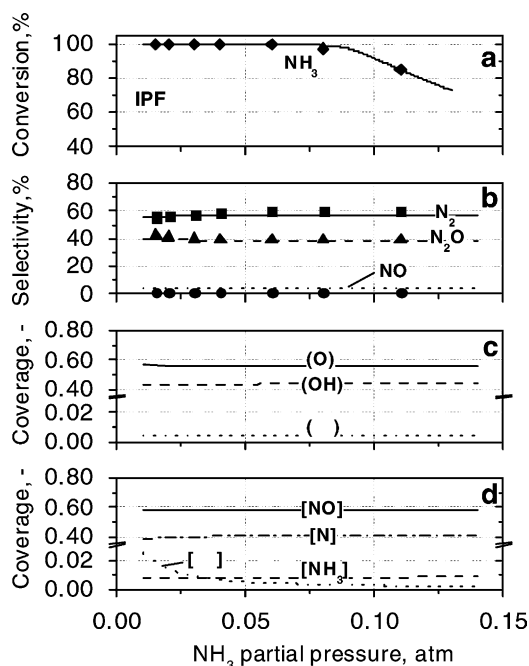 Conversion,%
100
80
60
40
a
NH₃
IPF
Selectivity,%
80
60
40
20
0
b
N₂
N₂O
NO
Coverage, -
0.80
0.60
0.40
0.02
0.00
c
(O)
(OH)
( )
Coverage, -
0.80
0.60
0.40
0.02
0.00
d
[NO]
[N]
[ ]
[NH₃]
0.00 0.05 0.10 0.15
NH₃ partial pressure, atm